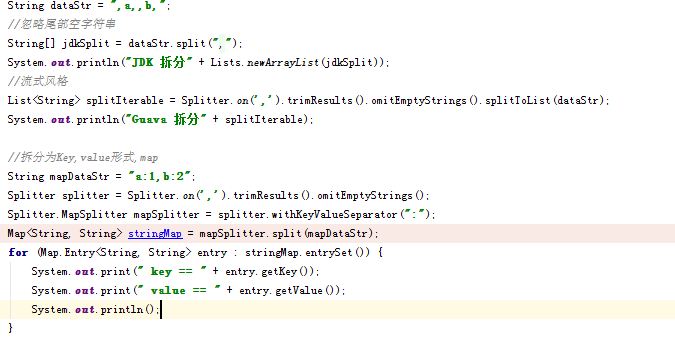 String dataStr = ",a,,b,";
//忽略尾部空字符串
String[] jdkSplit = dataStr.split(",");
System.out.println("JDK 拆分" + Lists.newArrayList(jdkSplit));
//流式风格
List<String> splitIterable = Splitter.on(',').trimResults().omitEmptyStrings().splitToList(dataStr);
System.out.println("Guava 拆分" + splitIterable);
//拆分为Key,value形式,map
String mapDataStr = "a:1,b:2";
Splitter splitter = Splitter.on(',').trimResults().omitEmptyStrings();
Splitter.MapSplitter mapSplitter = splitter.withKeyValueSeparator(":");
Map<String, String> stringMap = mapSplitter.split(mapDataStr);
for (Map.Entry<String, String> entry : stringMap.entrySet()) {
    System.out.print(" key == " + entry.getKey());
    System.out.print(" value == " + entry.getValue());
    System.out.println();
}